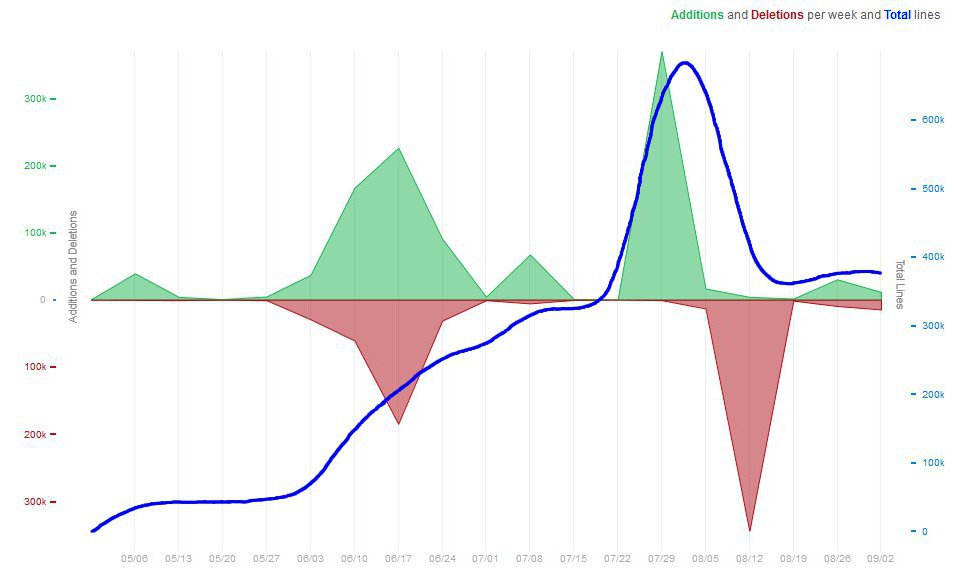 Additions and Deletions per week and Total lines
300k
200k
100k
0
100k
200k
300k
Additions and Deletions
600k
500k
400k
300k
200k
100k
0
Total Lines
05/06 05/13 05/20 05/27 06/03 06/10 06/17 06/24 07/01 07/08 07/15 07/22 07/29 08/05 08/12 08/19 08/26 09/02